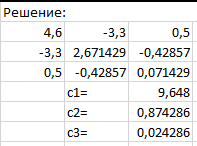 Решение:
4,6 -3,3 0,5
-3,3 2,671429 -0,42857
0,5 -0,42857 0,071429
c1= 9,648
c2= 0,874286
c3= 0,024286